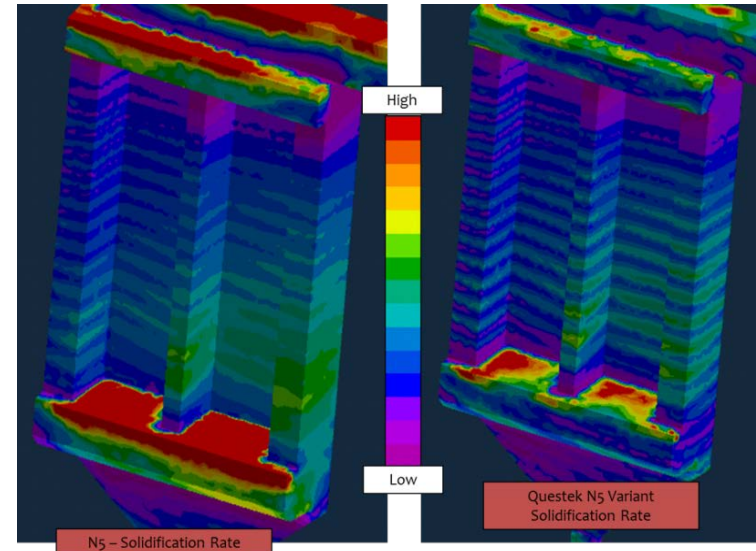 High
Low
N5 – Solidification Rate
Questek N5 Variant
Solidification Rate